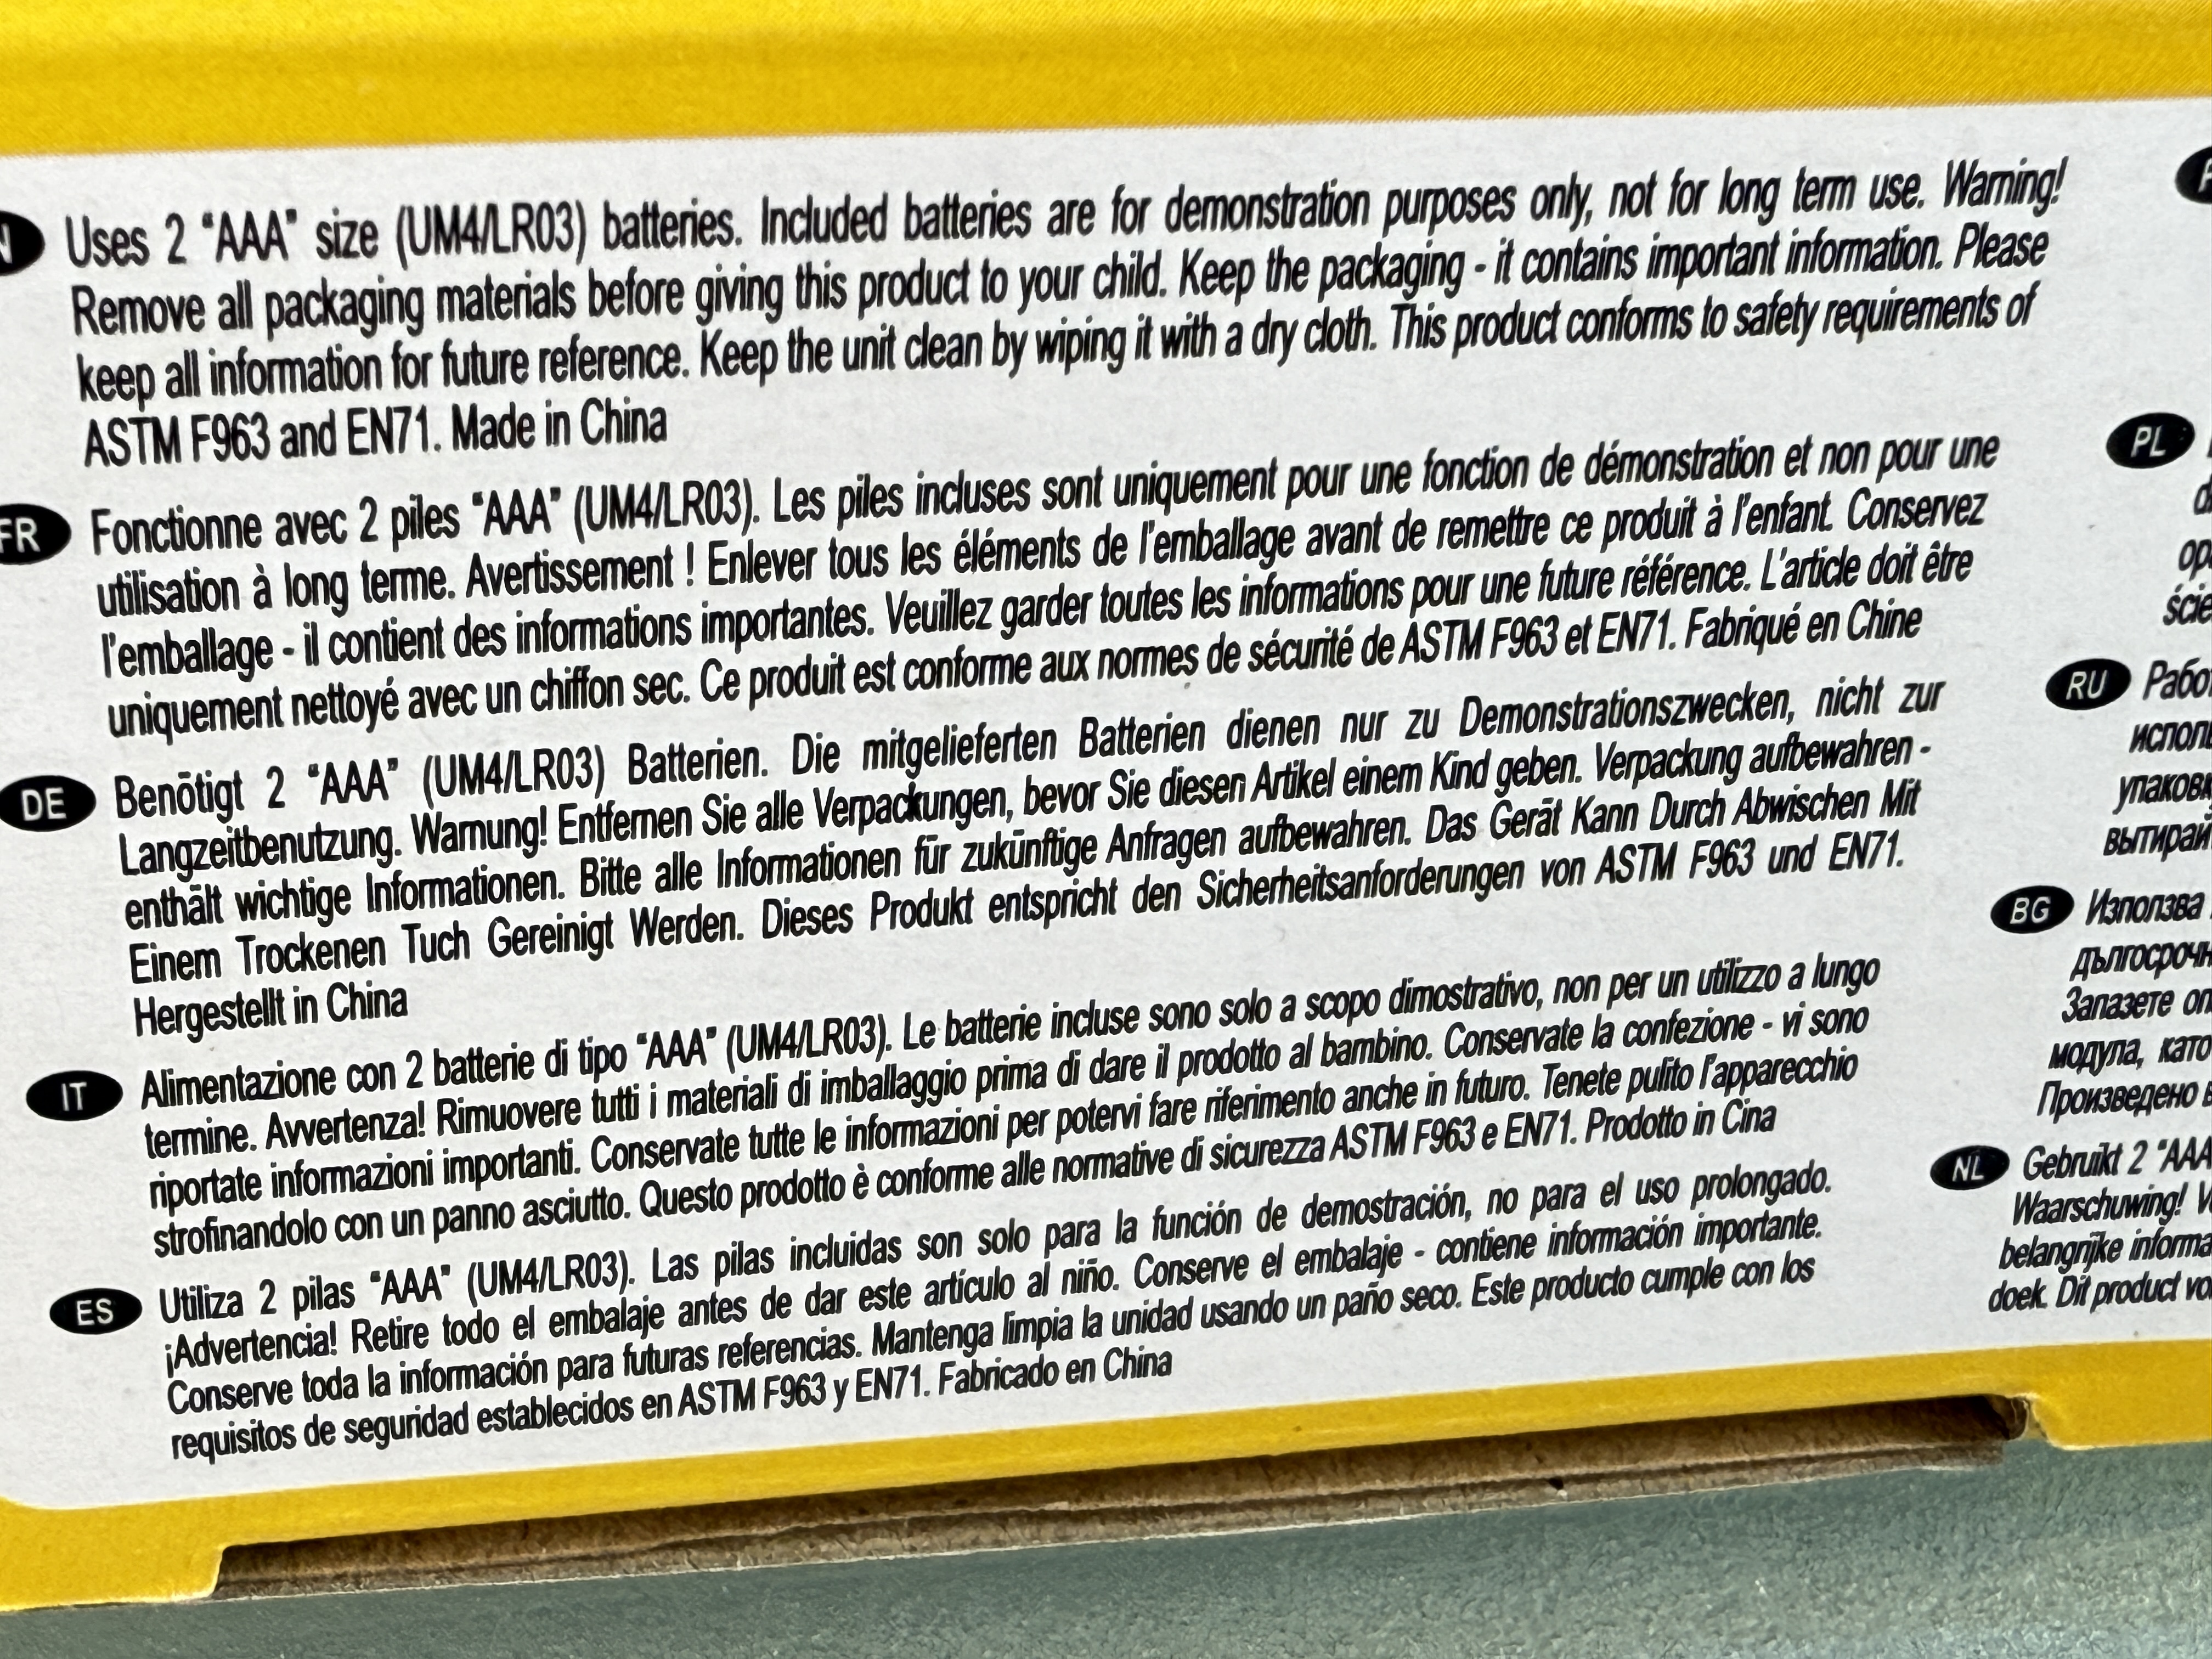 Uses 2 “AAA” size (UM4/LR03) batteries. Included batteries are for demonstration purposes only, not for long term use. Warning!
Remove all packaging materials before giving this product to your child. Keep the packaging - it contains important information. Please
keep all information for future reference. Keep the unit clean by wiping it with a dry cloth. This product conforms to safety requirements of
ASTM F963 and EN71. Made in China
FR Fonctionne avec 2 piles “AAA” (UM4/LR03). Les piles incluses sont uniquement pour une fonction de démonstration et non pour une
utilisation à long terme. Avertissement ! Enlever tous les éléments de l'emballage avant de remettre ce produit à l'enfant. Conservez
l'emballage - il contient des informations importantes. Veuillez garder toutes les informations pour une future référence. L'article doit être
uniquement nettoyé avec un chiffon sec. Ce produit est conforme aux normes de sécurité de ASTM F963 et EN71. Fabriqué en Chine
DE Benötigt 2 “AAA” (UM4/LR03) Batterien. Die mitgelieferten Batterien dienen nur zu Demonstrationszwecken, nicht zur
Langzeitbenutzung. Warnung! Entfernen Sie alle Verpackungen, bevor Sie diesen Artikel einem Kind geben. Verpackung aufbewahren -
enthält wichtige Informationen. Bitte alle Informationen für zukünftige Anfragen aufbewahren. Das Gerät Kann Durch Abwischen Mit
Einem Trockenen Tuch Gereinigt Werden. Dieses Produkt entspricht den Sicherheitsanforderungen von ASTM F963 und EN71.
Hergestellt in China
IT Alimentazione con 2 batterie di tipo “AAA” (UM4/LR03). Le batterie incluse sono solo a scopo dimostrativo, non per un utilizzo a lungo
termine. Avvertenza! Rimuovere tutti i materiali di imballaggio prima di dare il prodotto al bambino. Conservate la confezione - vi sono
riportate informazioni importanti. Conservate tutte le informazioni per potervi fare riferimento anche in futuro. Tenete pulito l'apparecchio
strofinandolo con un panno asciutto. Questo prodotto è conforme alle normative di sicurezza ASTM F963 e EN71. Prodotto in Cina
ES Utiliza 2 pilas “AAA” (UM4/LR03). Las pilas incluidas son solo para la función de demostración, no para el uso prolongado.
¡Advertencia! Retire todo el embalaje antes de dar este artículo al niño. Conserve el embalaje - contiene información importante.
Conserve toda la información para futuras referencias. Mantenga limpia la unidad usando un paño seco. Este producto cumple con los
requisitos de seguridad establecidos en ASTM F963 y EN71. Fabricado en China
PL
RU
BG Използва
Запазете
модула, като
Произведено
NL Gebruikt 2 “AAA
Waarschuwing!
belangrijke
doek. Dit product